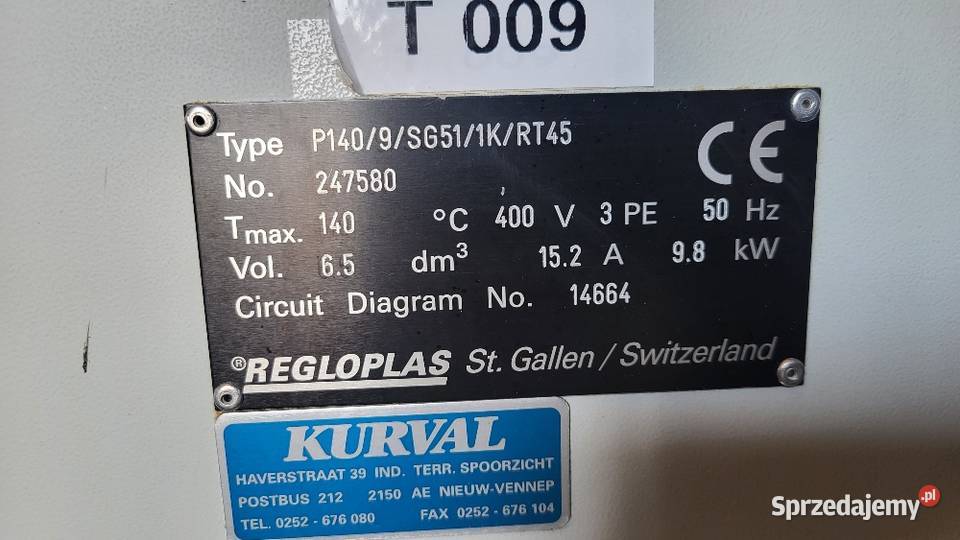 T 009
Type P140/9/SG51/1K/RT45
CE
No. 247580
Tmax. 140 °C 400 V 3 PE 50 Hz
Vol. 6.5 dm³ 15.2 A 9.8 kW
Circuit Diagram No. 14664
®REGLOPLAS St. Gallen / Switzerland
KURVAL
HAVERSTRAAT 39 IND. TERR. SPOORZICHT
POSTBUS 212 2150 AE NIEUW-VENNEP
TEL. 0252 - 676 080 FAX 0252 - 676 104
Sprzedajemy.pl